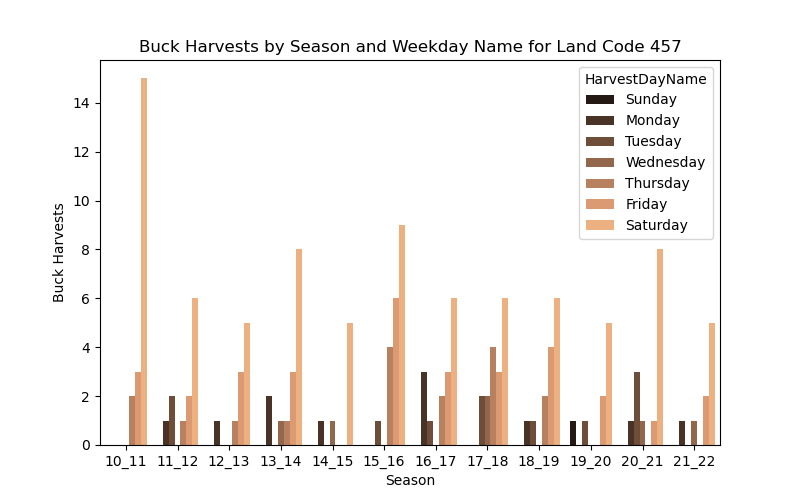 Buck Harvests by Season and Weekday Name for Land Code 457
HarvestDayName
Sunday
Monday
Tuesday
Wednesday
Thursday
Friday
Saturday
14
12
10
8
6
4
2
0
Buck Harvests
10_11 11_12 12_13 13_14 14_15 15_16 16_17 17_18 18_19 19_20 20_21 21_22
Season